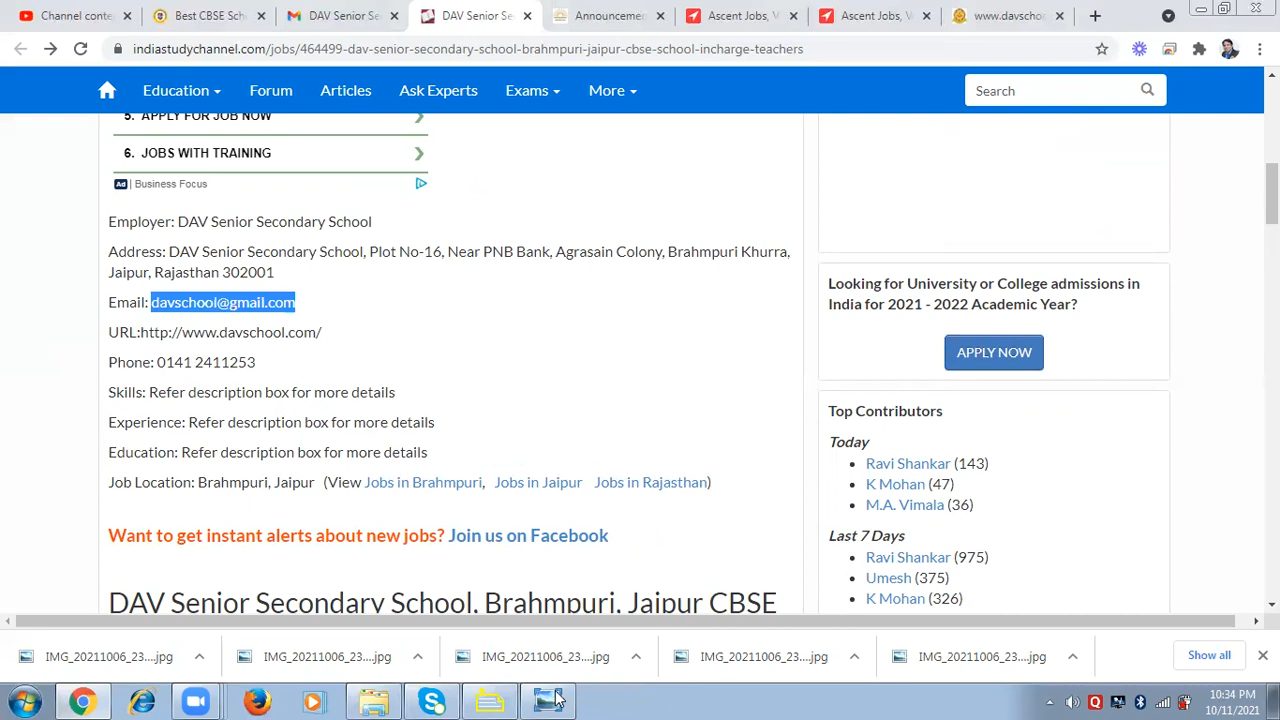 Channel conten
Best CBSE Sch
DAV Senior Se
DAV Senior Se
Announcemen
Ascent Jobs,
Ascent Jobs, V
www.davscho
indiastudychannel.com/jobs/464499-dav-senior-secondary-school-brahmpuri-jaipur-cbse-school-incharge-teachers
Education
Forum
Articles
Ask Experts
Exams
More
Search
5. APPLY FOR JOB NOW
6. JOBS WITH TRAINING
Ad | Business Focus
Employer: DAV Senior Secondary School
Address: DAV Senior Secondary School, Plot No-16, Near PNB Bank, Agrasain Colony, Brahmpuri Khurra,
Jaipur, Rajasthan 302001
Email: davschool@gmail.com
URL:http://www.davschool.com/
Phone: 0141 2411253
Skills: Refer description box for more details
Experience: Refer description box for more details
Education: Refer description box for more details
Job Location: Brahmpuri, Jaipur (View Jobs in Brahmpuri, Jobs in Jaipur Jobs in Rajasthan)
Want to get instant alerts about new jobs? Join us on Facebook
DAV Senior Secondary School, Brahmpuri, Jaipur CBSE
Looking for University or College admissions in
India for 2021 - 2022 Academic Year?
APPLY NOW
Top Contributors
Today
Ravi Shankar (143)
K Mohan (47)
M.A. Vimala (36)
Last 7 Days
Ravi Shankar (975)
Umesh (375)
K Mohan (326)
IMG_20211006_23....jpg
IMG_20211006_23....jpg
IMG_20211006_23....jpg
IMG_20211006_23....jpg
IMG_20211006_23....jpg
Show all
10:34 PM
10/11/2021